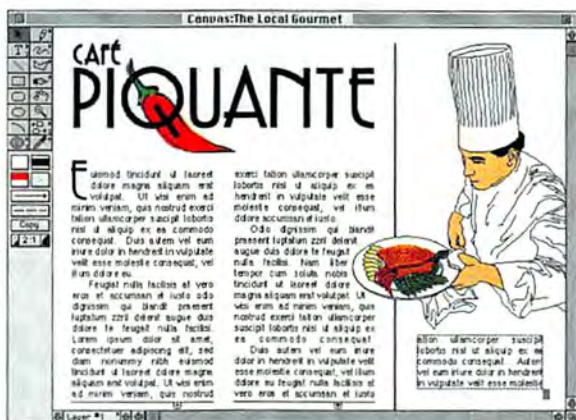 Canvas:The Local Gourmet
CAFÉ
PIQUANTE
Euismod tincidunt ut laoreet
dolore magna aliquam erat
volutpat. Ut wisi enim ad
minim veniam, quis nostrud exerci
tation ullamcorper suscipit lobortis
nisl ut aliquip ex ea commodo
consequat. Duis autem vel eum
iriure dolor in hendrerit in vulputate
velit esse molestie consequat, vel
illum dolore eu.
Feugiat nulla facilisis at vero
eros et accumsan et iusto odo
dignissim qui blandit praesent
luptatum zzril delenit augue duis
dolore te feugait nulla facilisi.
Lorem ipsum dolor sit amet,
consectetuer adipiscing elit, sed
diam nonummy nibh euismod
tincidunt ut laoreet dolore magna
aliquam erat volutpat. Ut wisi enim
ad minim veniam, quis nostrud
exerci tation ullamcorper suscipit
lobortis nisl ut aliquip ex ea
hendrerit in vulputate velit esse
molestie consequat, vel illum
dolore accumsan et iusto.
Odo dignissim qui blandit
praesent luptatum zzril delenit
augue duis dolore te feugait
nulla facilisi. Nam liber
tempor cum soluta nobis
tincidunt ut laoreet dolore
magna aliquam erat volutpat. Ut
wisi enim ad minim veniam, quis
nostrud exerci tation ullamcorper
suscipit lobortis nisl ut aliquip ex
ea commodo consequat.
Duis autem vel eum iriure
dolor in hendrerit in vulputate velit
esse molestie consequat, vel illum
dolore eu feugiat nulla facilisis at
vero eros et accumsan et iusto
ation ullamcorper suscipit
lobortis nisl ut aliquip ex ea
commodo consequat. Autem
vel eum iriure dolor in hendrerit
in vulputate velit esse molestie
Copy
2:1
Layer #1